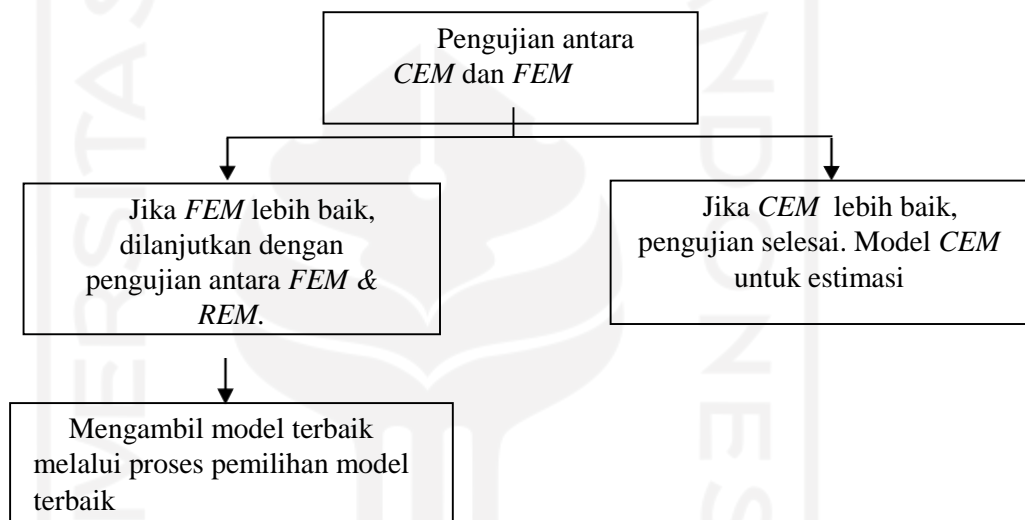 Pengujian antara
CEM dan FEM
Jika FEM lebih baik,
dilanjutkan dengan
pengujian antara FEM &
REM.
Jika CEM lebih baik,
pengujian selesai. Model CEM
untuk estimasi
Mengambil model terbaik
melalui proses pemilihan model
terbaik